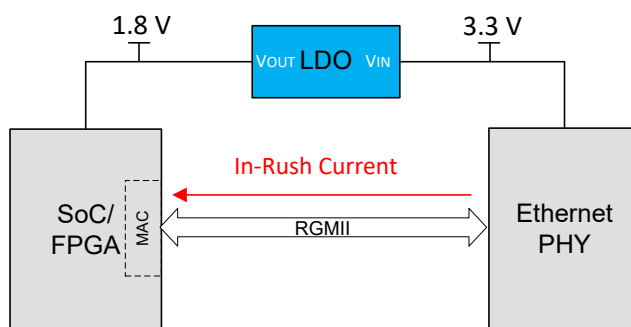 1.8 V
3.3 V
VOUT LDO VIN
In-Rush Current
SoC/
FPGA
MAC
RGMII
Ethernet
PHY